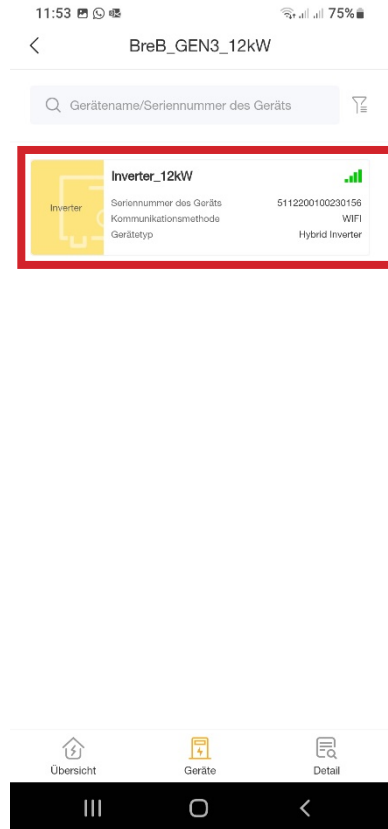 11:53 75%
BreB_GEN3_12kW
Gerätename/Seriennummer des Geräts
Inverter_12kW
Inverter
Seriennummer des Geräts 5112200100230156
Kommunikationsmethode WIFI
Gerätetyp Hybrid Inverter
Übersicht Geräte Detail